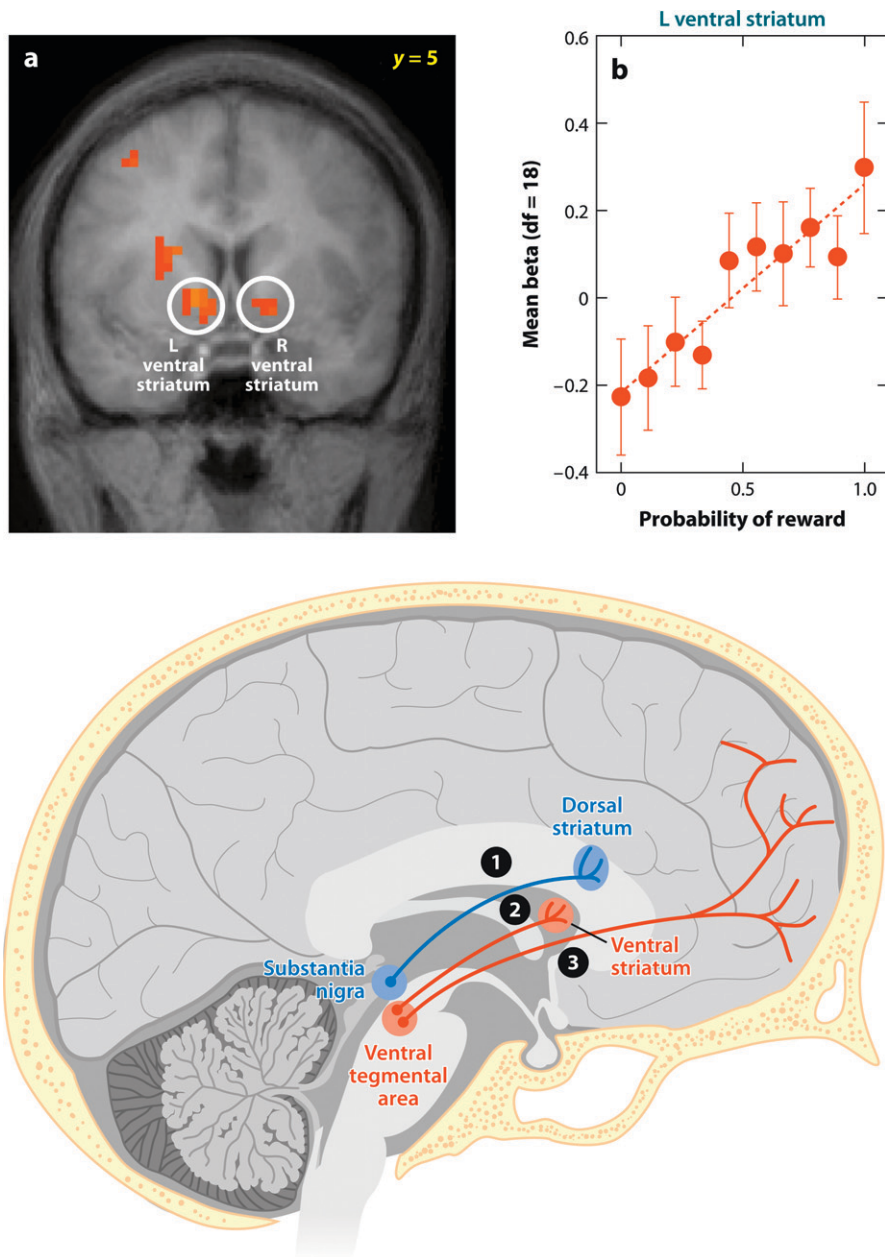 a
y = 5
L
ventral
striatum
R
ventral
striatum
L ventral striatum
b
0.6
0.4
0.2
0
−0.2
−0.4
Mean beta (df = 18)
0
0.5
1.0
Probability of reward
Dorsal
striatum
1
2
3
Ventral
striatum
Substantia
nigra
Ventral
tegmental
area